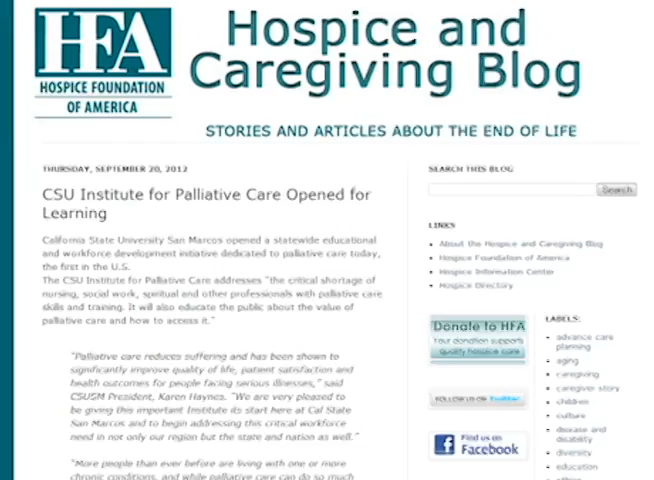 HFA
HOSPICE FOUNDATION
OF AMERICA
Hospice and
Caregiving Blog
STORIES AND ARTICLES ABOUT THE END OF LIFE
THURSDAY, SEPTEMBER 20, 2012
CSU Institute for Palliative Care Opened for
Learning
California State University San Marcos opened a statewide educational
and workforce development initiative dedicated to palliative care today,
the first in the U.S.
The CSU Institute for Palliative Care addresses "the critical shortage of
nursing, social work, spiritual and other professionals with palliative care
skills and training. It will also educate the public about the value of
palliative care and how to access it."
"Palliative care reduces suffering and has been shown to
significantly improve quality of life, patient satisfaction and
health outcomes for people facing serious illnesses," said
CSUSM President, Karen Haynes. "We are very pleased to
be giving this important Institute its start here at Cal State
San Marcos and to begin addressing this critical workforce
need in not only our region but the state and nation as well."
"More people than ever before are living with one or more
chronic conditions, and while palliative care can do so much
SEARCH THIS BLOG
Search
LINKS
About the Hospice and Caregiving Blog
Hospice Foundation of America
Hospice Information Center
Hospice Directory
Donate to HFA
Your donation supports
quality hospice care
FOLLOW US ON twitter
Find us on
Facebook
LABELS:
advance care
planning
aging
caregiving
caregiver story
children
culture
disease and
disability
diversity
education
ethics